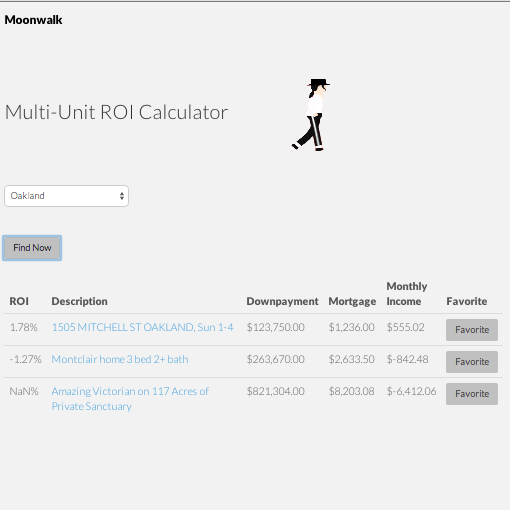 Moonwalk
Multi-Unit ROI Calculator
Oakland
Find Now
ROI Description Downpayment Mortgage Monthly Income Favorite
1.78% 1505 MITCHELL ST OAKLAND, Sun 1-4 $123,750.00 $1,236.00 $555.02 Favorite
-1.27% Montclair home 3 bed 2+ bath $263,670.00 $2,633.50 $-842.48 Favorite
NaN% Amazing Victorian on 117 Acres of $821,304.00 $8,203.08 $-6,412.06 Favorite
Private Sanctuary